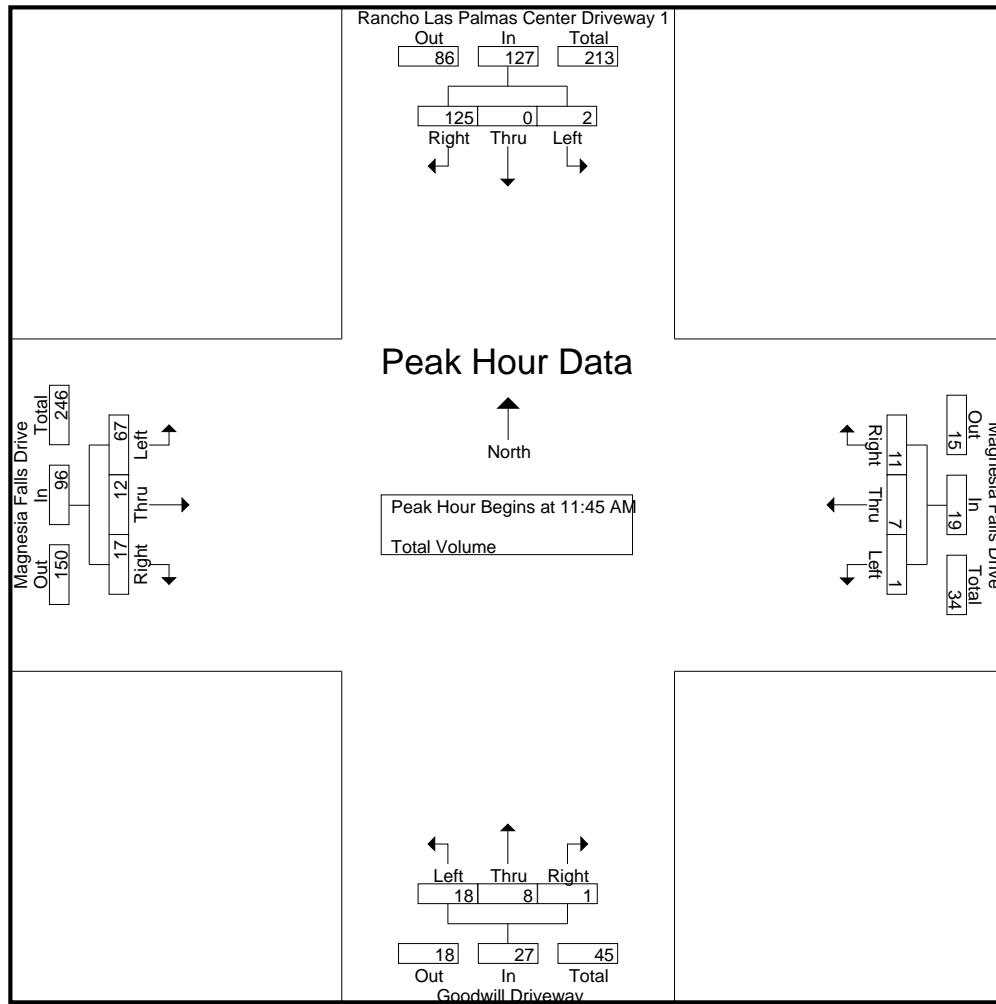 Rancho Las Palmas Center Driveway 1
Out In Total
86 127 213
125 0 2
Right Thru Left
Peak Hour Data
North
Peak Hour Begins at 11:45 AM
Total Volume
Magnesia Falls Drive
Out In Total
150 96 246
17 12 67
Right Thru Left
Magnesia Falls Drive
Out In Total
15 19 34
11 7 1
Right Thru Left
Left Thru Right
18 8 1
18 27 45
Out In Total
Goodwill Driveway